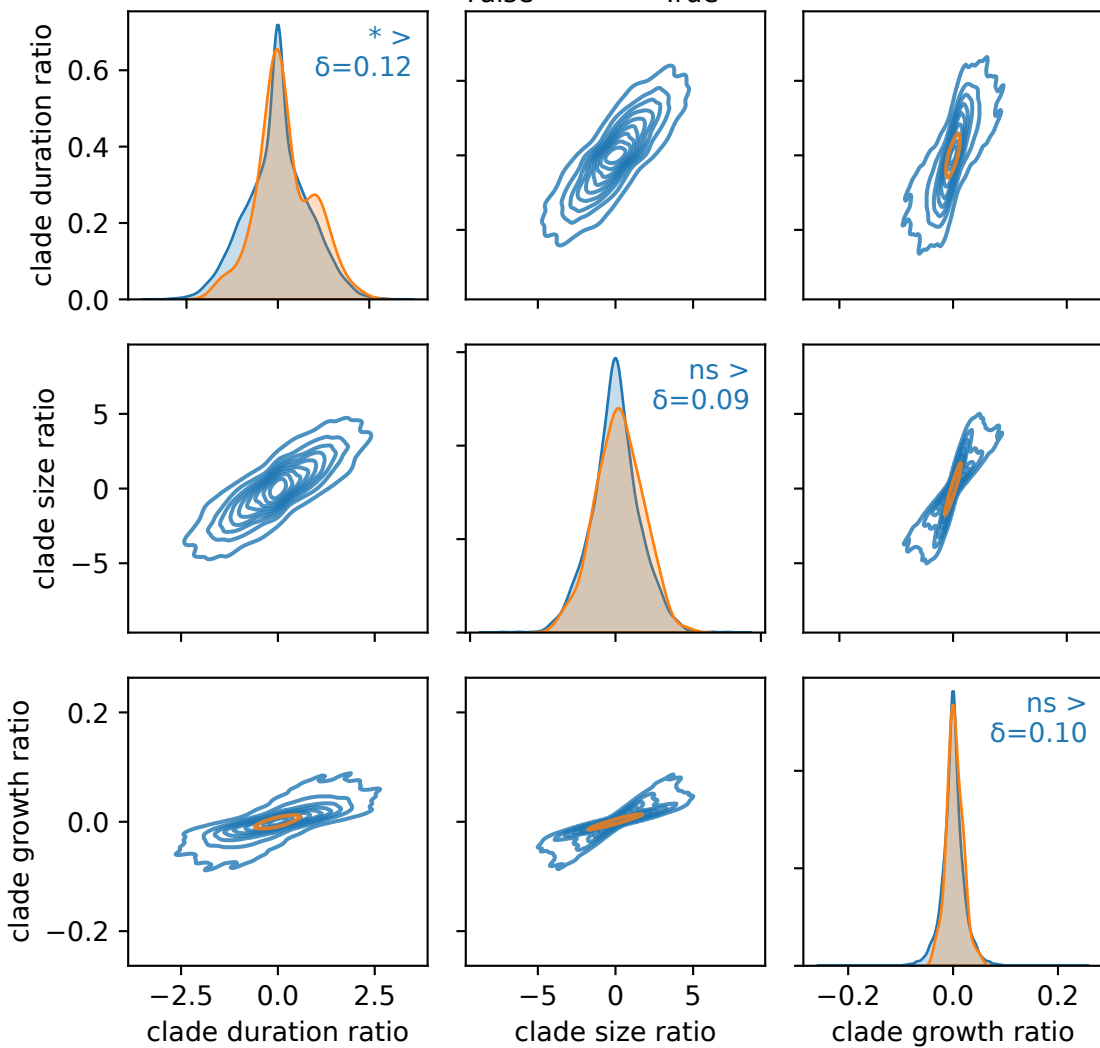 clade duration ratio
0.6
0.4
0.2
0.0
* >
δ=0.12
clade size ratio
5
0
−5
ns >
δ=0.09
clade growth ratio
0.2
0.0
−0.2
ns >
δ=0.10
−2.5 0.0 2.5
−5 0 5
−0.2 0.0 0.2
clade duration ratio
clade size ratio
clade growth ratio